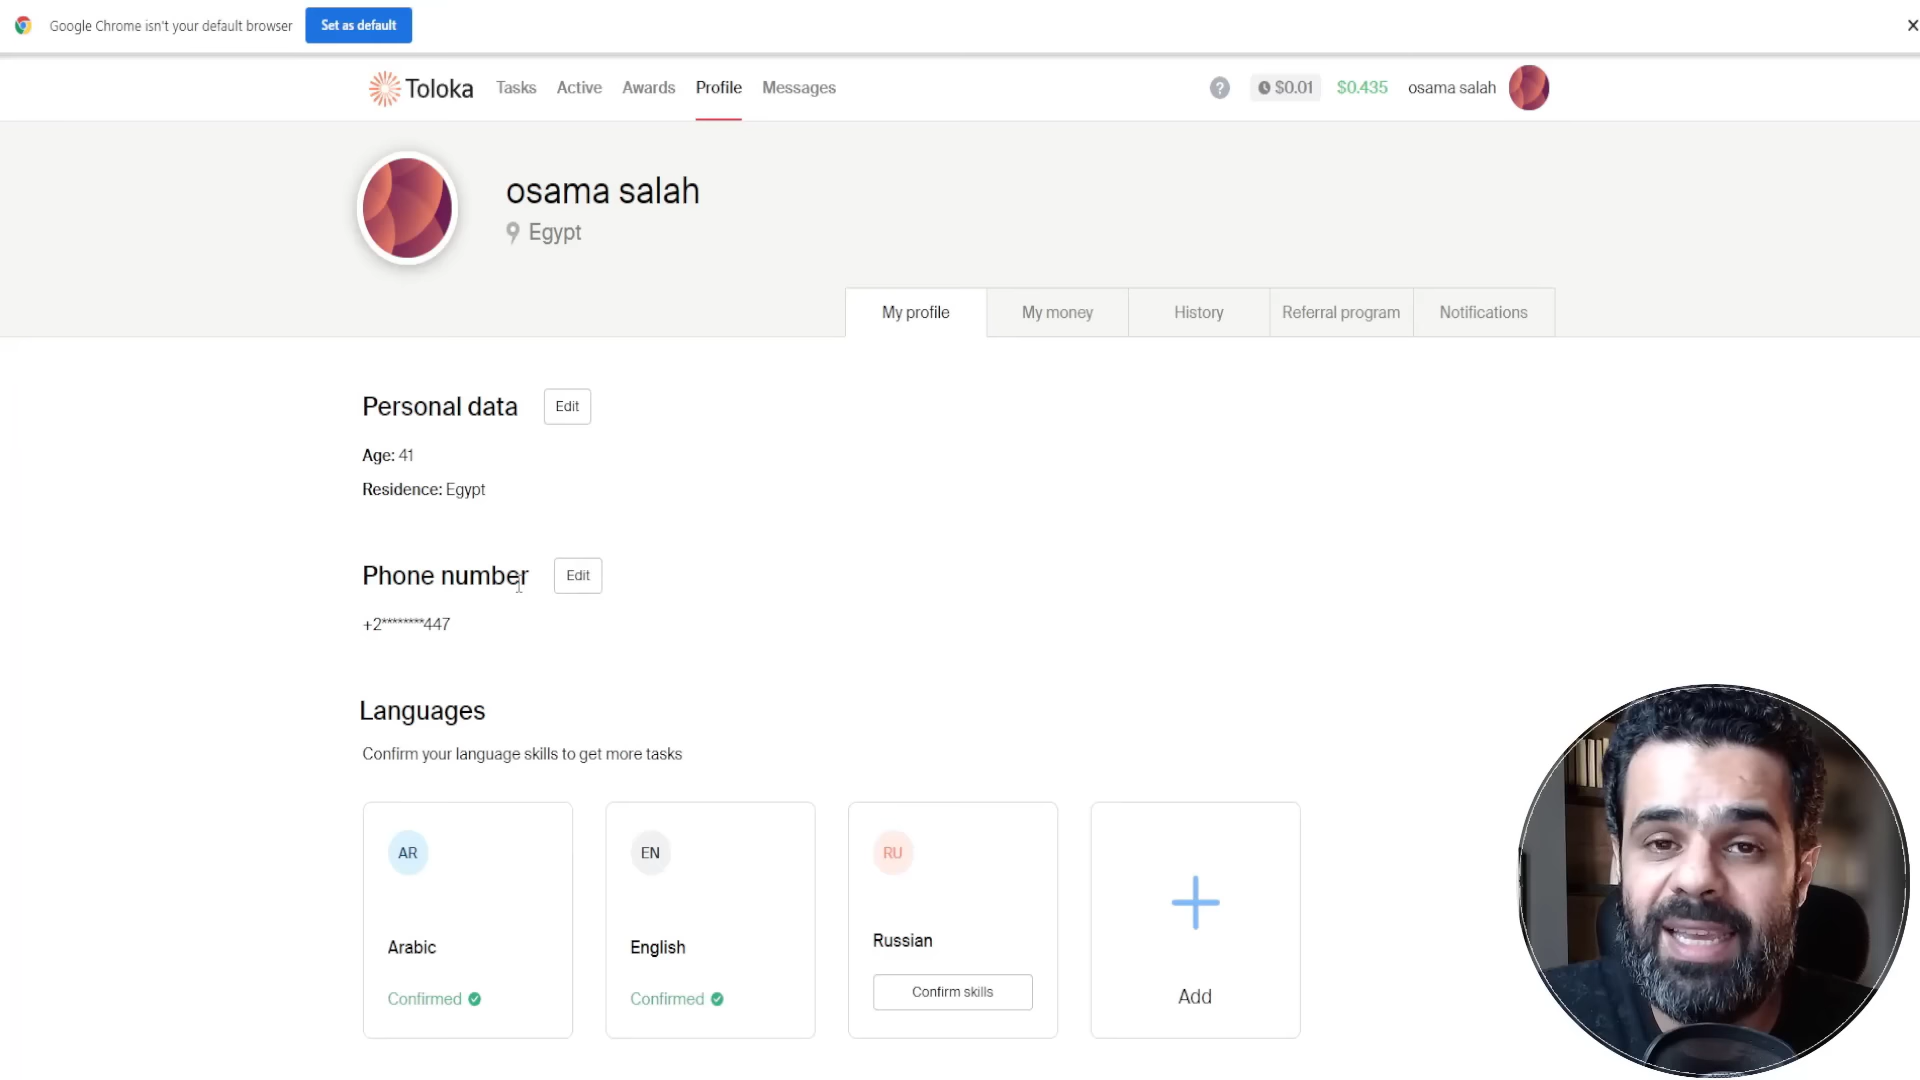 Google Chrome isn't your default browser
Set as default
Toloka
Tasks
Active
Awards
Profile
Messages
?
$0.01
$0.435
osama salah
osama salah
Egypt
My profile
My money
History
Referral program
Notifications
Personal data
Edit
Age: 41
Residence: Egypt
Phone number
Edit
+2********447
Languages
Confirm your language skills to get more tasks
AR
Arabic
Confirmed
EN
English
Confirmed
RU
Russian
Confirm skills
Add